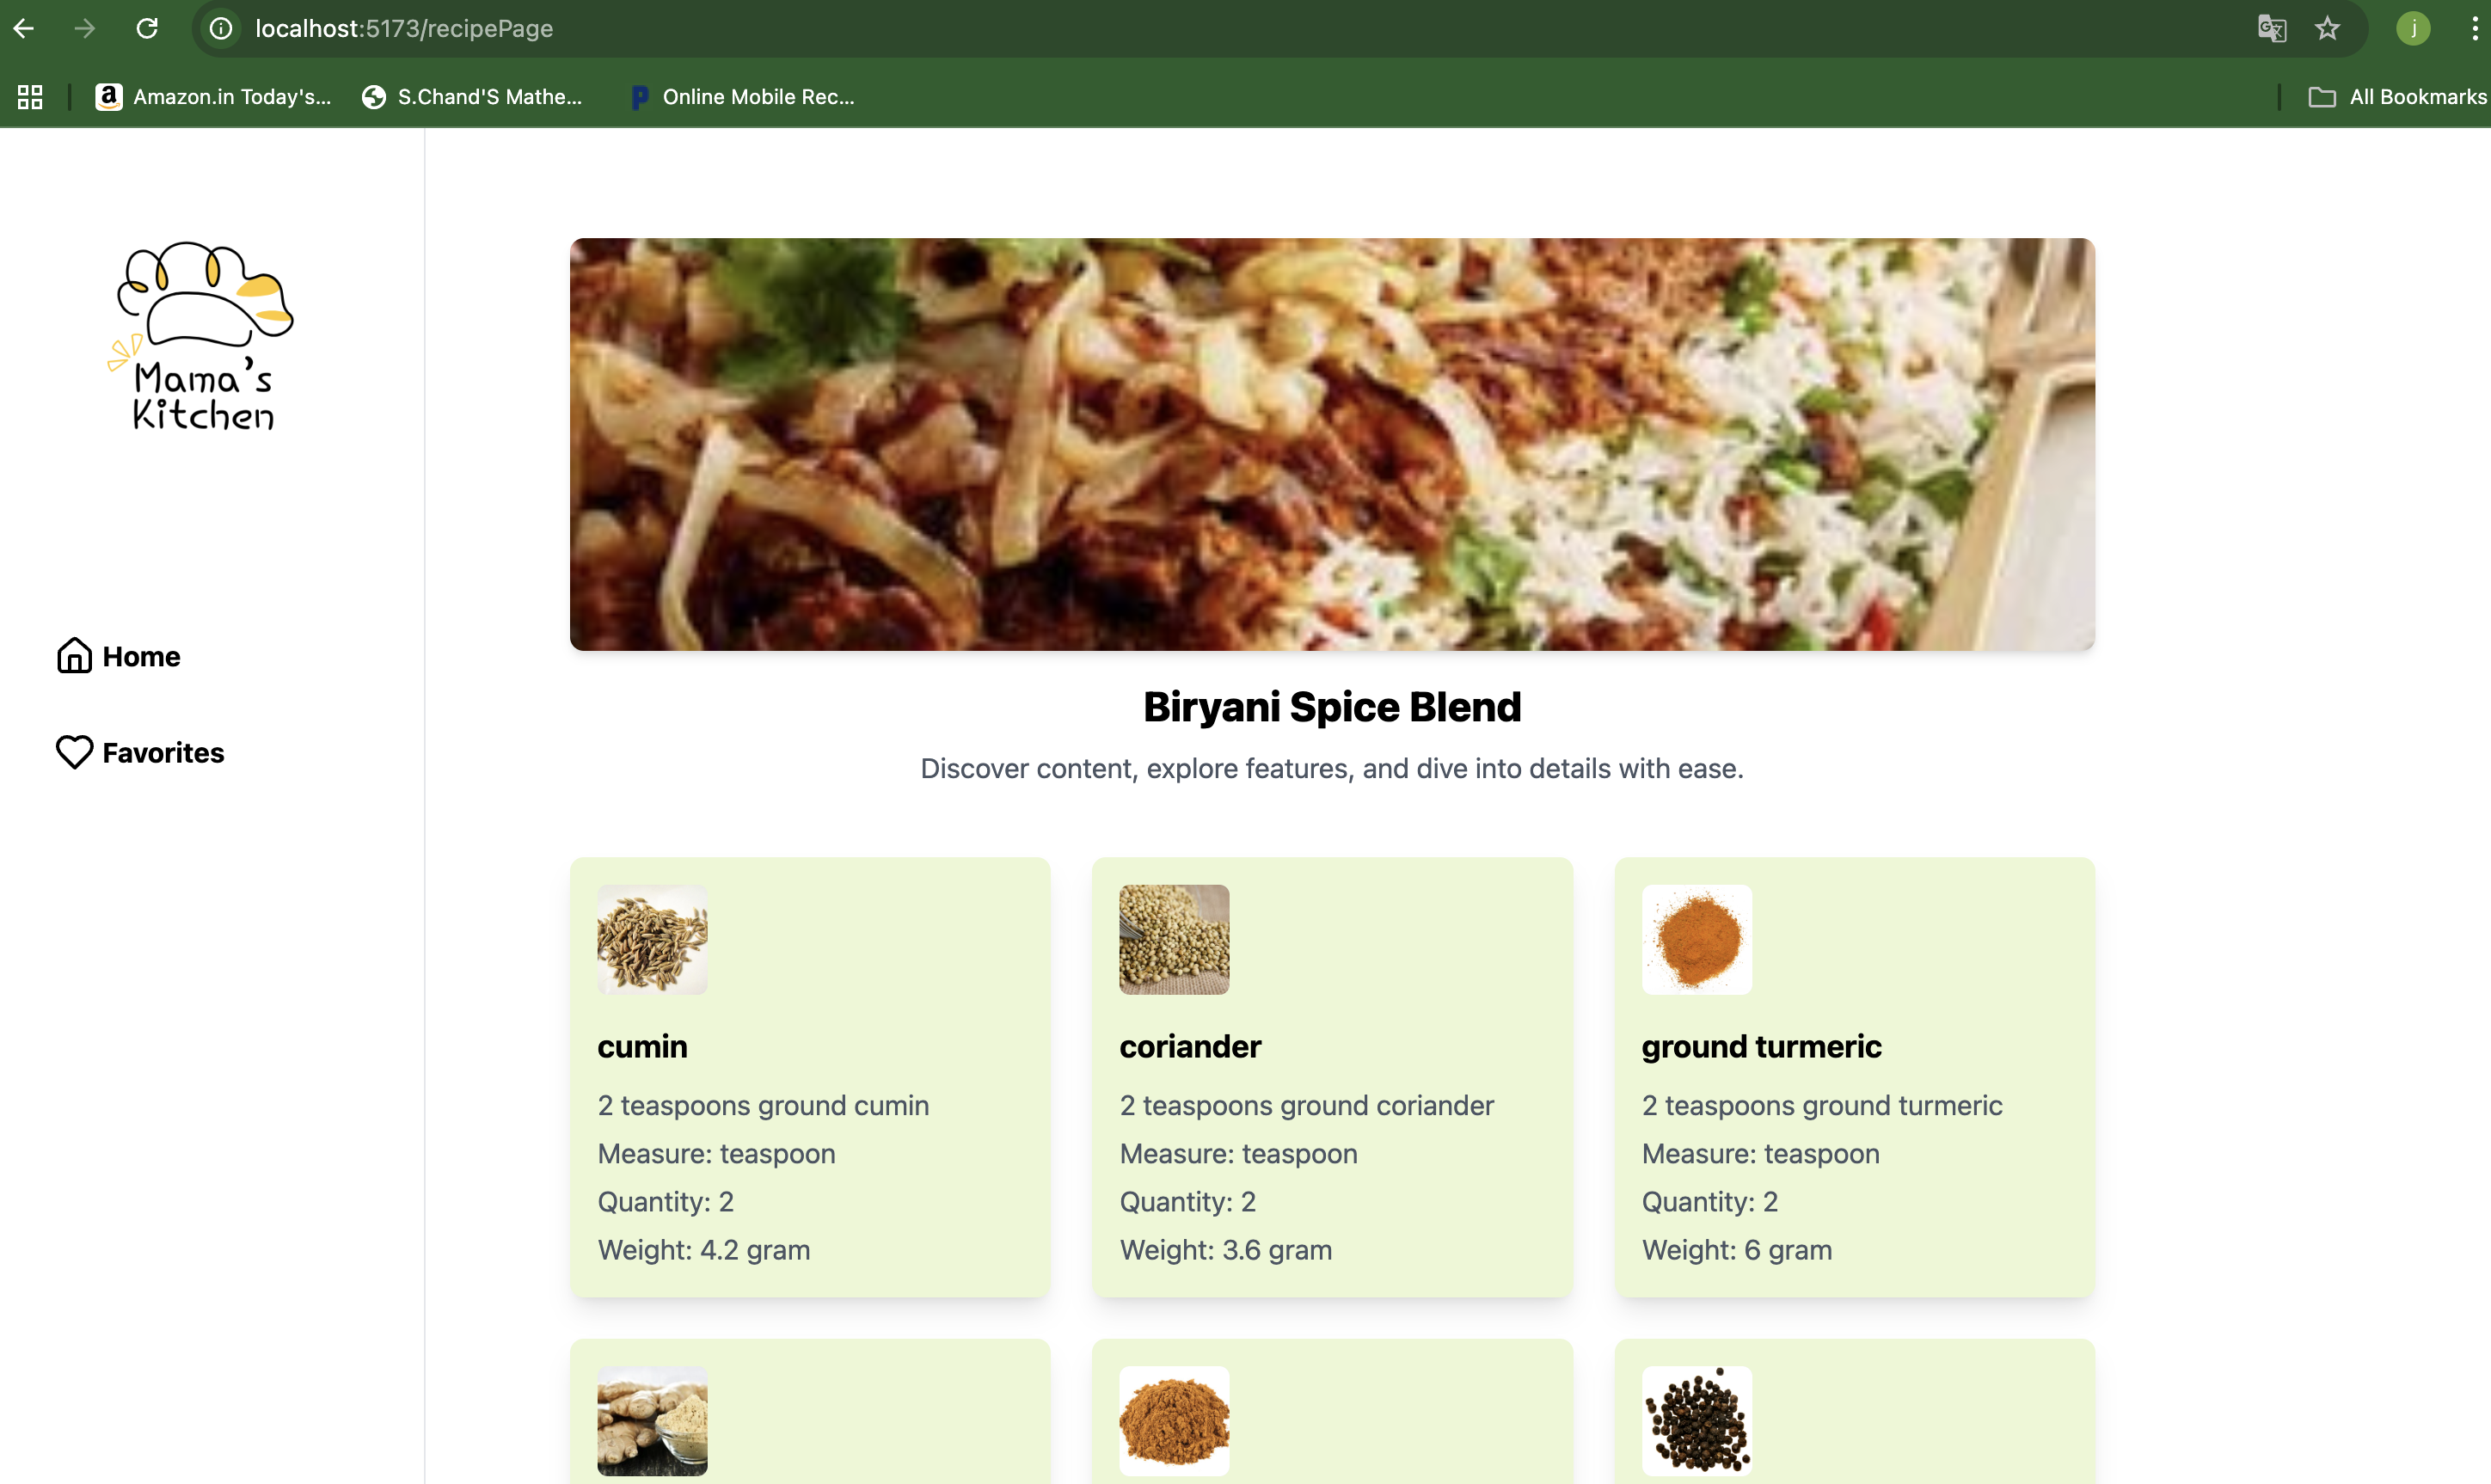 localhost:5173/recipePage
j
Amazon.in Today's...
S.Chand'S Mathe...
Online Mobile Rec...
All Bookmarks
Mama's
Kitchen
Home
Favorites
Biryani Spice Blend
Discover content, explore features, and dive into details with ease.
cumin
2 teaspoons ground cumin
Measure: teaspoon
Quantity: 2
Weight: 4.2 gram
coriander
2 teaspoons ground coriander
Measure: teaspoon
Quantity: 2
Weight: 3.6 gram
ground turmeric
2 teaspoons ground turmeric
Measure: teaspoon
Quantity: 2
Weight: 6 gram